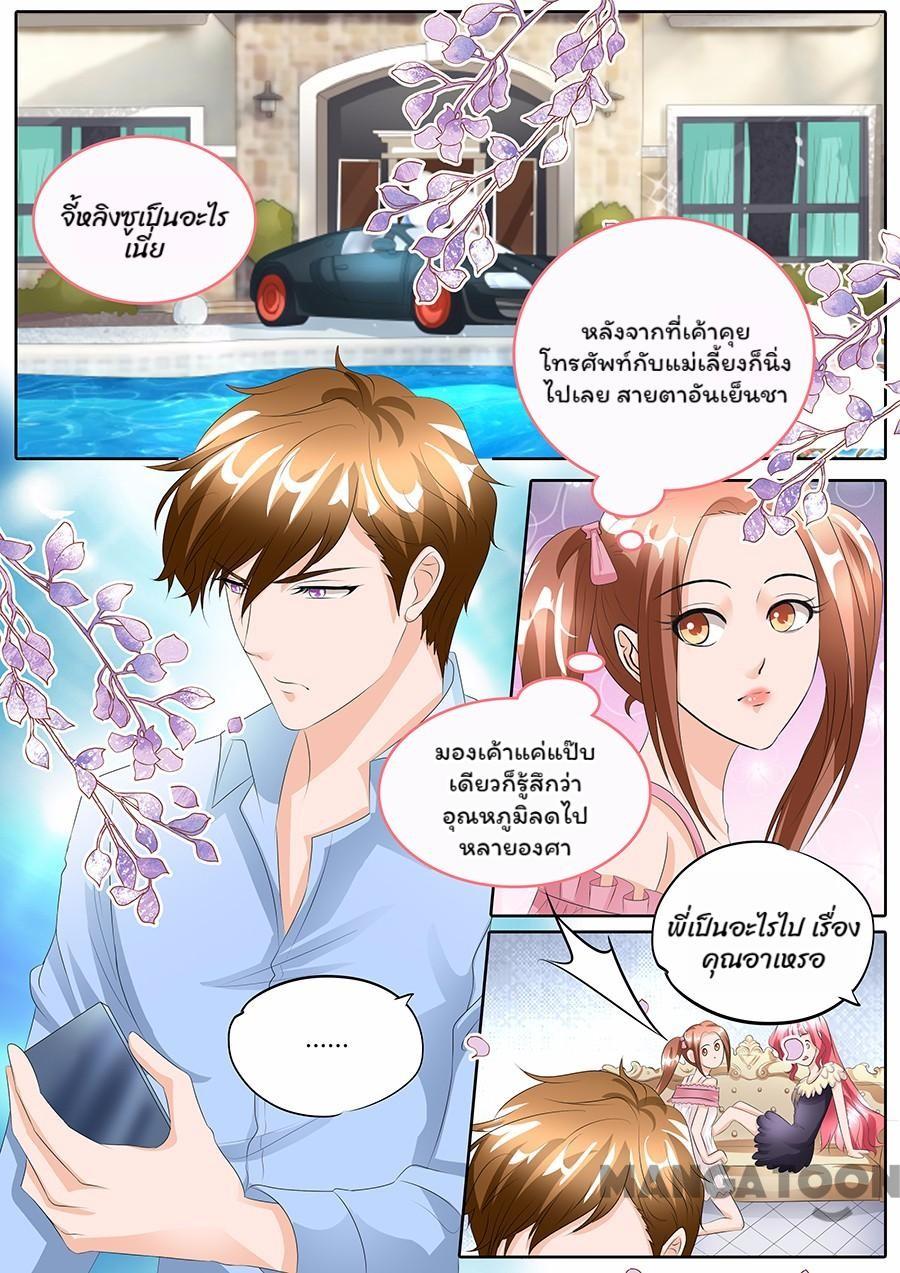 จี้หลิงซูเป็นอะไร
เนี่ย
หลังจากที่เค้าคุย
โทรศัพท์กับแม่เลี้ยงก็นิ่ง
ไปเลย สายตาอันเย็นชา
มองเค้าแค่แป๊บ
เดียวก็รู้สึกว่า
อุณหภูมิลดไป
หลายองศา
พี่เป็นอะไรไป เรื่อง
คุณอาเหรอ
......
MANGATOON